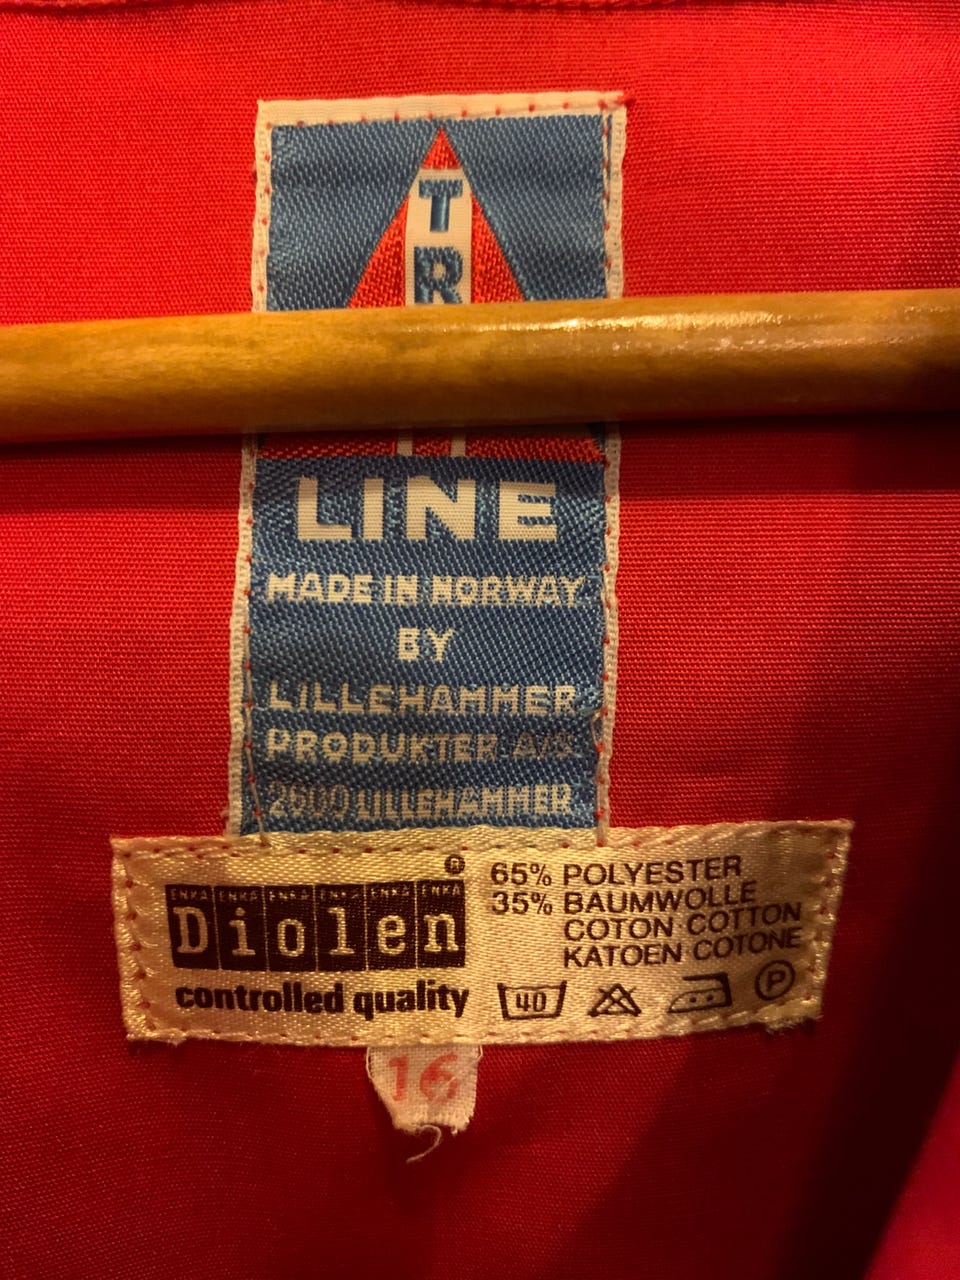 T
R
LINE
MADE IN NORWAY
BY
LILLEHAMMER
PRODUKTER A/S
2600 LILLEHAMMER
®
ENKA ENKA ENKA ENKA ENKA ENKA
Diolen
controlled quality
65% POLYESTER
35% BAUMWOLLE
COTON COTTON
KATOEN COTONE
40
P
16